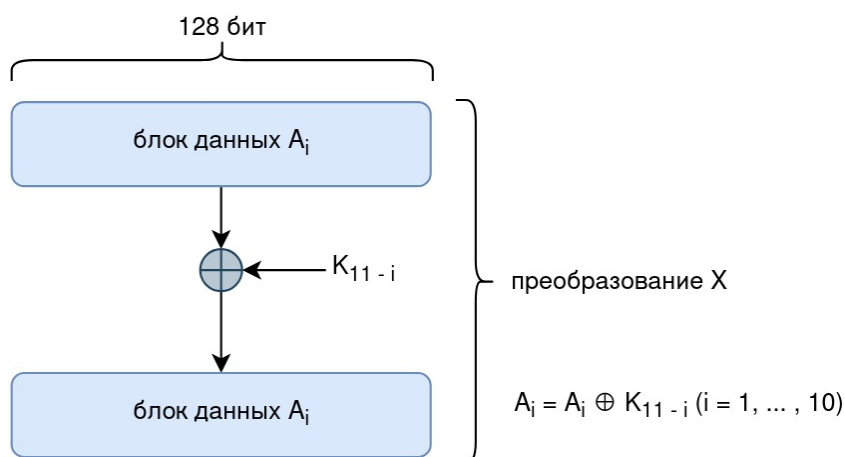 128 бит
блок данных Ai
K11 - i
преобразование X
блок данных Ai
Ai = Ai ⊕ K11 - i (i = 1, ... , 10)